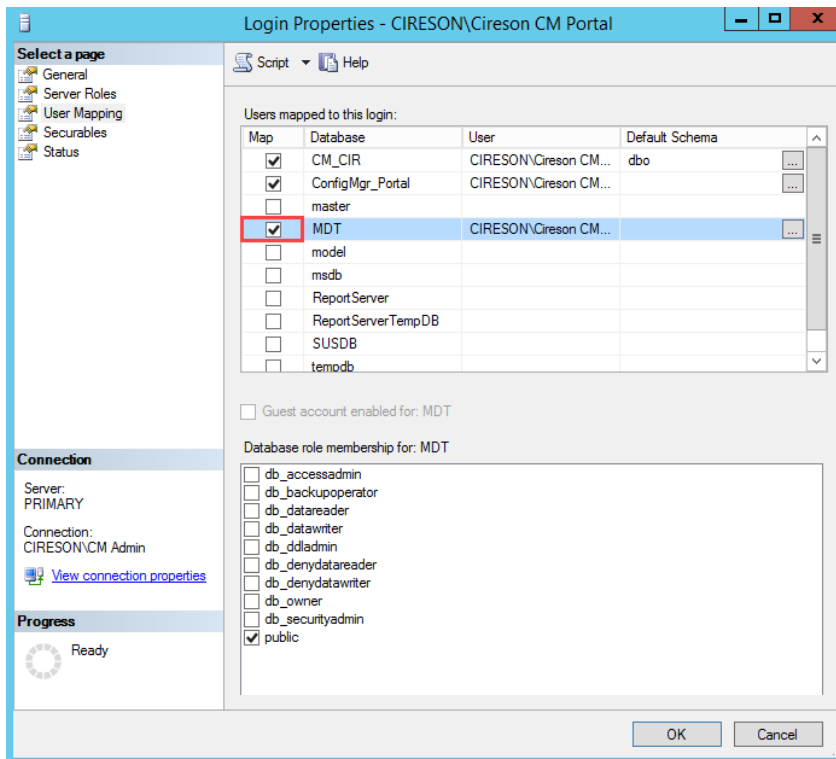 Login Properties - CIRESON\Cireson CM Portal
Select a page
General
Server Roles
User Mapping
Securables
Status
Script Help
Users mapped to this login:
Map Database User Default Schema
CM_CIR CIRESON\Cireson CM... dbo ...
ConfigMgr_Portal CIRESON\Cireson CM... ...
master
MDT CIRESON\Cireson CM... ...
model
msdb
ReportServer
ReportServerTempDB
SUSDB
tempdb
Guest account enabled for: MDT
Database role membership for: MDT
db_accessadmin
db_backupoperator
db_datareader
db_datawriter
db_ddladmin
db_denydatareader
db_denydatawriter
db_owner
db_securityadmin
public
Connection
Server:
PRIMARY
Connection:
CIRESON\CM Admin
View connection properties
Progress
Ready
OK Cancel